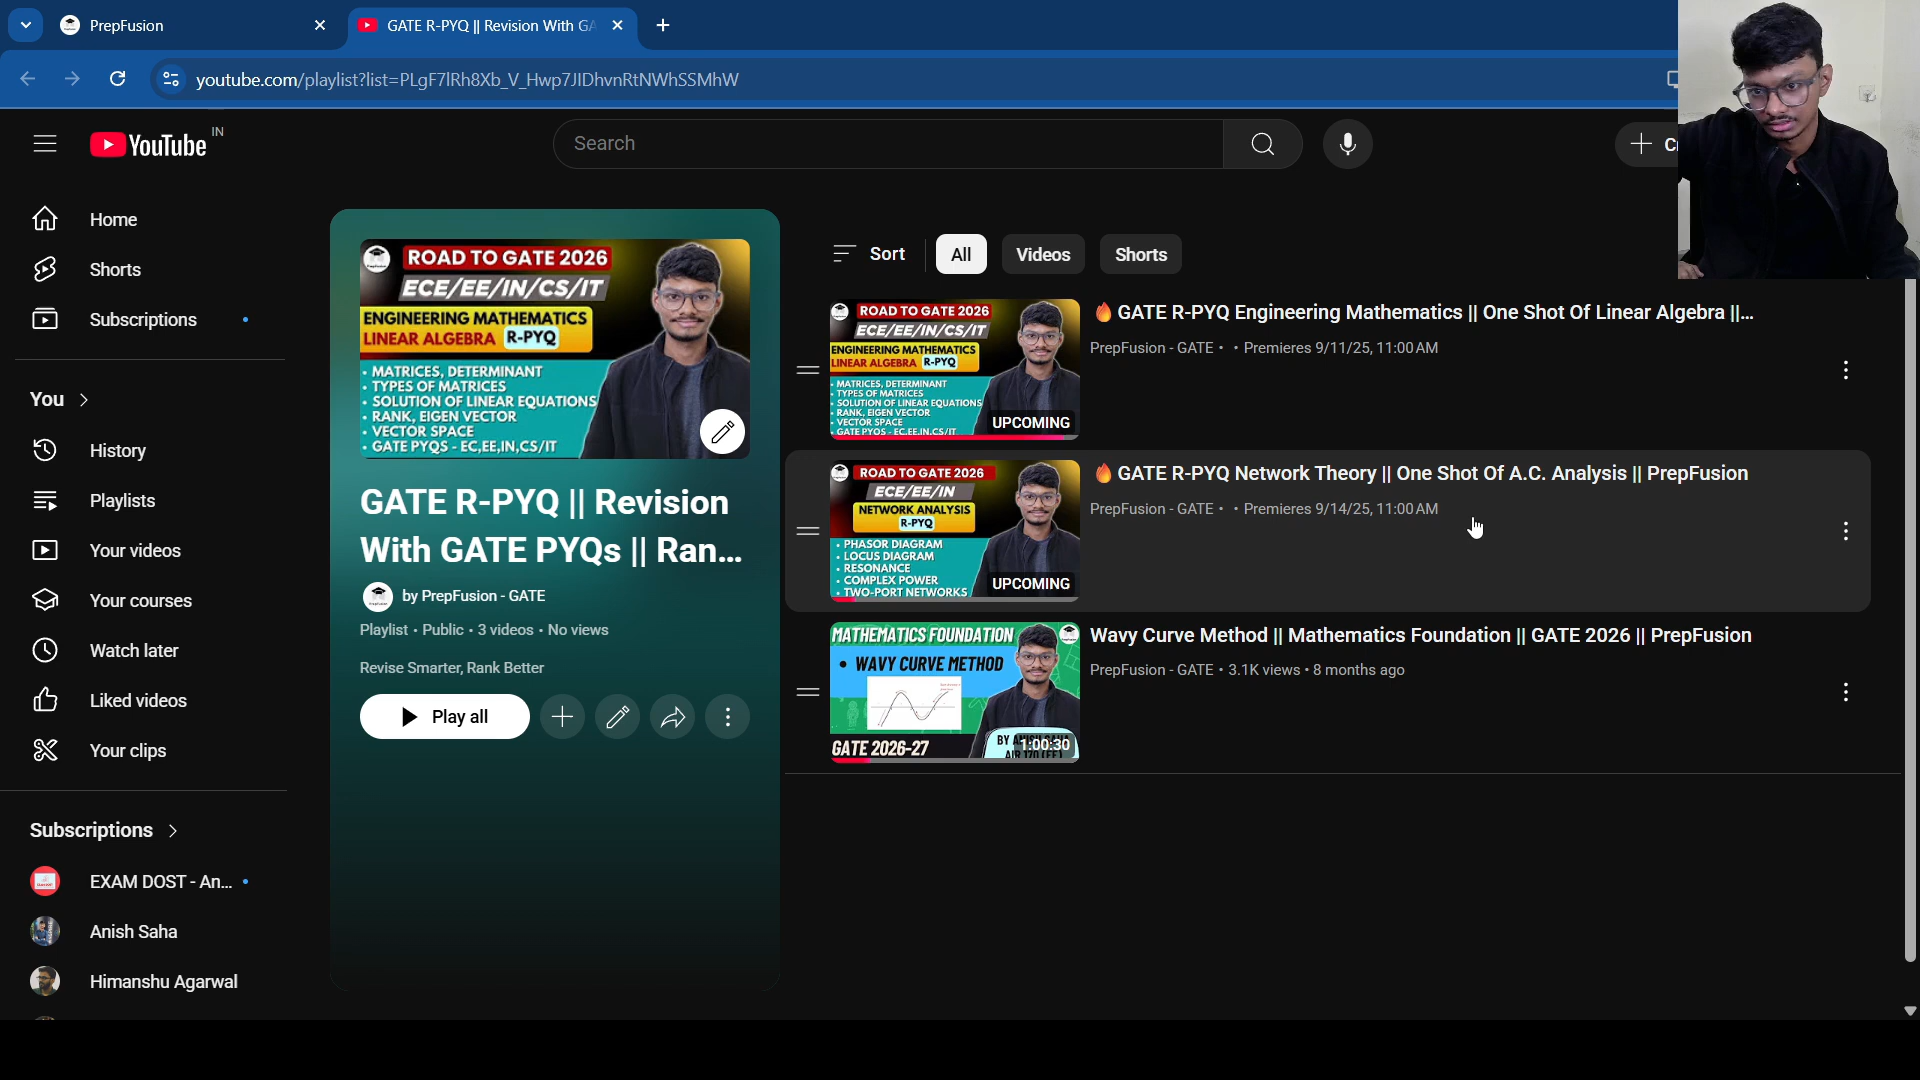 PrepFusion
GATE R-PYQ || Revision With GA
youtube.com/playlist?list=PLgF7lRh8Xb_V_Hwp7JIDhvnRtNWhSSMhW
YouTube IN
Search
Home
Shorts
Subscriptions
You
History
Playlists
Your videos
Your courses
Watch later
Liked videos
Your clips
Subscriptions
EXAM DOST - An...
Anish Saha
Himanshu Agarwal
ROAD TO GATE 2026
ECE/EE/IN/CS/IT
ENGINEERING MATHEMATICS
LINEAR ALGEBRA R-PYQ
• MATRICES, DETERMINANT
• TYPES OF MATRICES
• SOLUTION OF LINEAR EQUATIONS
• RANK, EIGEN VECTOR
• VECTOR SPACE
• GATE PYQS - EC,EE,IN,CS/IT
GATE R-PYQ || Revision
With GATE PYQs || Ran...
by PrepFusion - GATE
Playlist • Public • 3 videos • No views
Revise Smarter, Rank Better
Play all
Sort
All
Videos
Shorts
ROAD TO GATE 2026
ECE/EE/IN/CS/IT
ENGINEERING MATHEMATICS
LINEAR ALGEBRA R-PYQ
• MATRICES, DETERMINANT
• TYPES OF MATRICES
• SOLUTION OF LINEAR EQUATIONS
• RANK, EIGEN VECTOR
• VECTOR SPACE
• GATE PYQS - EC,EE,IN,CS/IT
UPCOMING
🔥GATE R-PYQ Engineering Mathematics || One Shot Of Linear Algebra ||...
PrepFusion - GATE • • Premieres 9/11/25, 11:00 AM
ROAD TO GATE 2026
ECE/EE/IN
NETWORK ANALYSIS
R-PYQ
• PHASOR DIAGRAM
• LOCUS DIAGRAM
• RESONANCE
• COMPLEX POWER
• TWO-PORT NETWORKS
UPCOMING
🔥GATE R-PYQ Network Theory || One Shot Of A.C. Analysis || PrepFusion
PrepFusion - GATE • • Premieres 9/14/25, 11:00 AM
MATHEMATICS FOUNDATION
• WAVY CURVE METHOD
GATE 2026-27
1:00:30
Wavy Curve Method || Mathematics Foundation || GATE 2026 || PrepFusion
PrepFusion - GATE • 3.1K views • 8 months ago